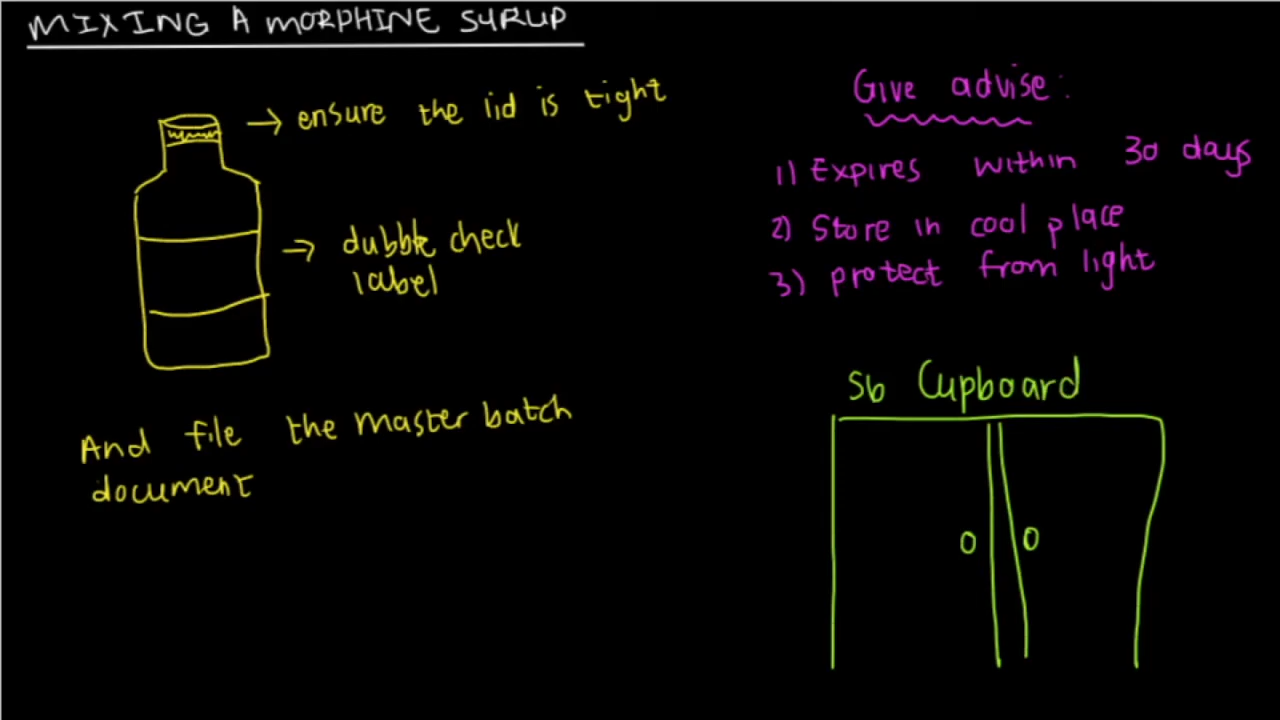 MIXING A MORPHINE SYRUP
→ ensure the lid is tight
→ dubble check
label
And file the master batch
document
Give advise:
1) Expires within 30 days
2) Store in cool place
3) protect from light
S6 Cupboard